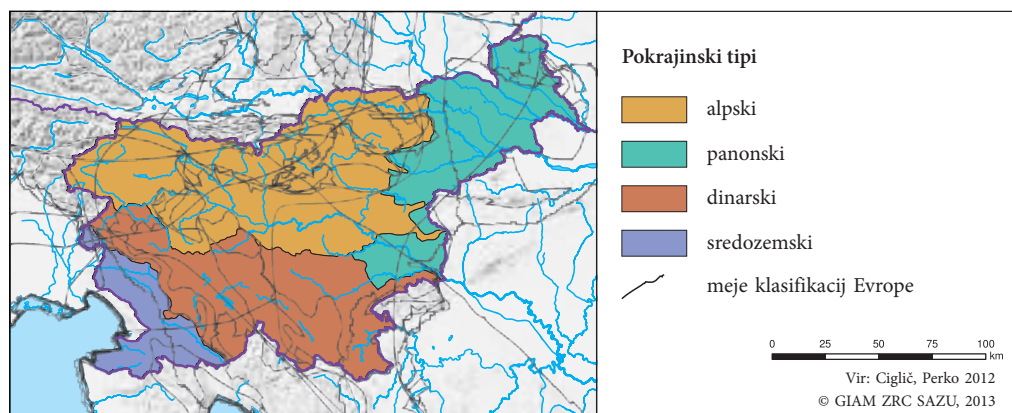 Pokrajinski tipi
alpski
panonski
dinarski
sredozemski
meje klasifikacij Evrope
0 25 50 75 100
km
Vir: Ciglič, Perko 2012
© GIAM ZRC SAZU, 2013